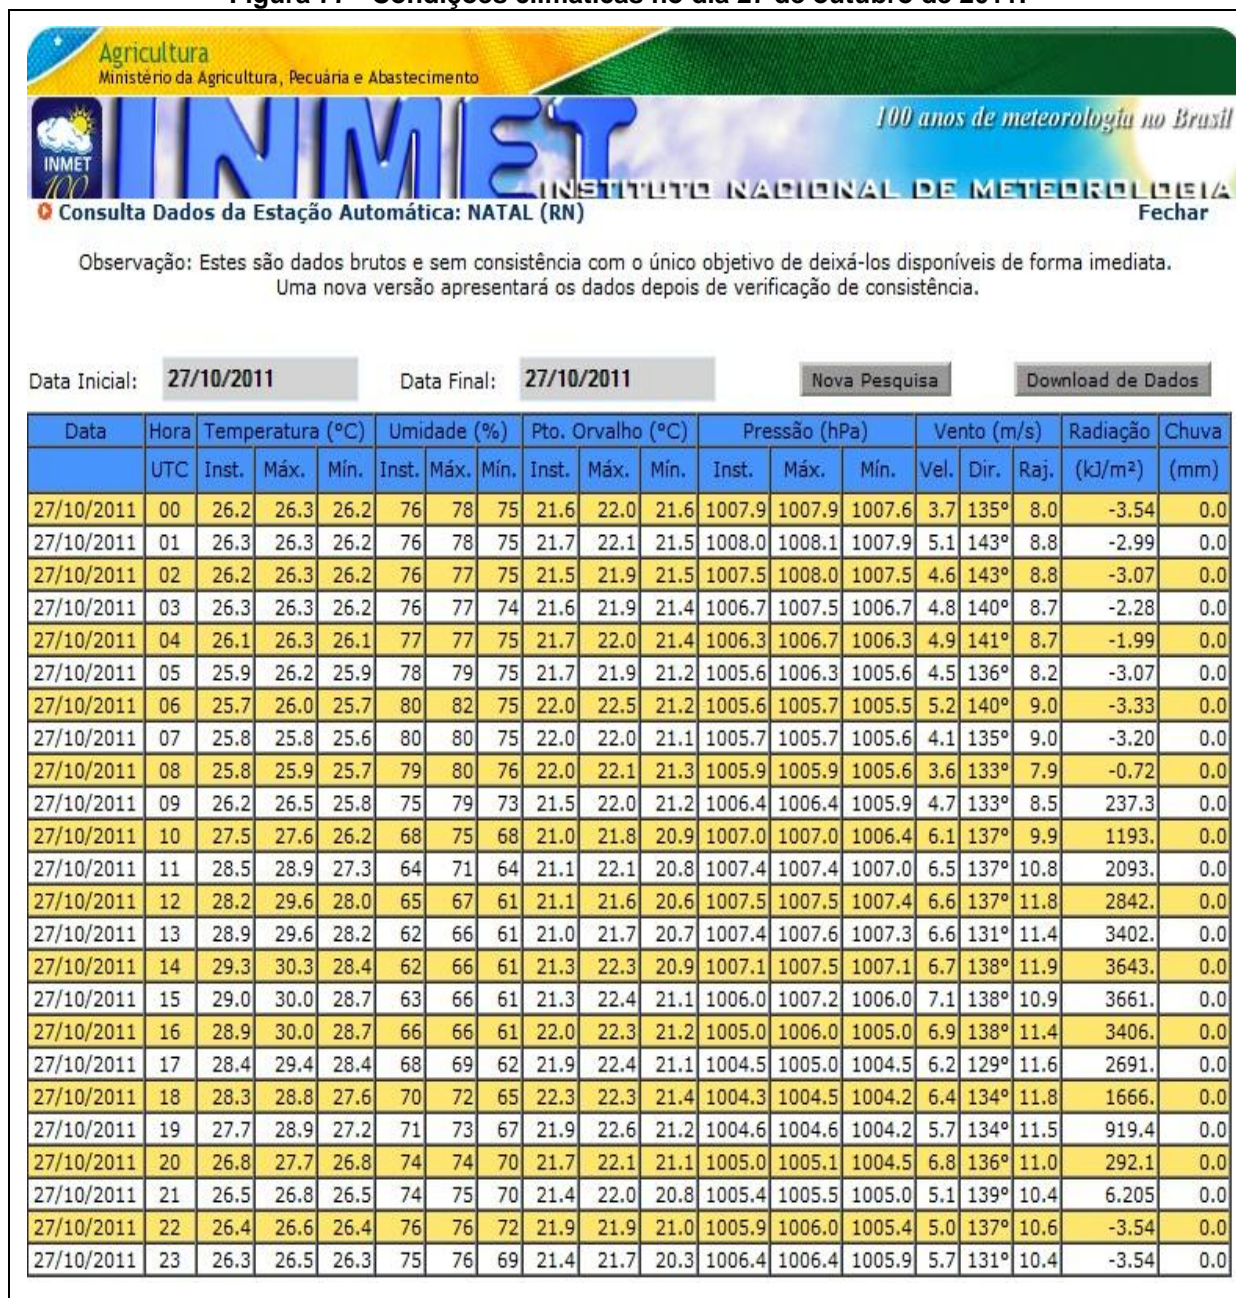 Condições climáticas no dia 27 de outubro de 2011.
Agricultura
Ministério da Agricultura, Pecuária e Abastecimento
INMET
100 anos de meteorologia no Brasil
INMET
100
INSTITUTO NACIONAL DE METEOROLOGIA
Consulta Dados da Estação Automática: NATAL (RN) Fechar
Observação: Estes são dados brutos e sem consistência com o único objetivo de deixá-los disponíveis de forma imediata.
Uma nova versão apresentará os dados depois de verificação de consistência.
Data Inicial: 27/10/2011 Data Final: 27/10/2011 Nova Pesquisa Download de Dados
Data Hora Temperatura (°C) Umidade (%) Pto. Orvalho (°C) Pressão (hPa) Vento (m/s) Radiação Chuva
UTC Inst. Máx. Mín. Inst. Máx. Mín. Inst. Máx. Mín. Inst. Máx. Mín. Vel. Dir. Raj. (kJ/m²) (mm)
27/10/2011 00 26.2 26.3 26.2 76 78 75 21.6 22.0 21.6 1007.9 1007.9 1007.6 3.7 135° 8.0 -3.54 0.0
27/10/2011 01 26.3 26.3 26.2 76 78 75 21.7 22.1 21.5 1008.0 1008.1 1007.9 5.1 143° 8.8 -2.99 0.0
27/10/2011 02 26.2 26.3 26.2 76 77 75 21.5 21.9 21.5 1007.5 1008.0 1007.5 4.6 143° 8.8 -3.07 0.0
27/10/2011 03 26.3 26.3 26.2 76 77 74 21.6 21.9 21.4 1006.7 1007.5 1006.7 4.8 140° 8.7 -2.28 0.0
27/10/2011 04 26.1 26.3 26.1 77 77 75 21.7 22.0 21.4 1006.3 1006.7 1006.3 4.9 141° 8.7 -1.99 0.0
27/10/2011 05 25.9 26.2 25.9 78 79 75 21.7 21.9 21.2 1005.6 1006.3 1005.6 4.5 136° 8.2 -3.07 0.0
27/10/2011 06 25.7 26.0 25.7 80 82 75 22.0 22.5 21.2 1005.6 1005.7 1005.5 5.2 140° 9.0 -3.33 0.0
27/10/2011 07 25.8 25.8 25.6 80 80 75 22.0 22.0 21.1 1005.7 1005.7 1005.6 4.1 135° 9.0 -3.20 0.0
27/10/2011 08 25.8 25.9 25.7 79 80 76 22.0 22.1 21.3 1005.9 1005.9 1005.6 3.6 133° 7.9 -0.72 0.0
27/10/2011 09 26.2 26.5 25.8 75 79 73 21.5 22.0 21.2 1006.4 1006.4 1005.9 4.7 133° 8.5 237.3 0.0
27/10/2011 10 27.5 27.6 26.2 68 75 68 21.0 21.8 20.9 1007.0 1007.0 1006.4 6.1 137° 9.9 1193. 0.0
27/10/2011 11 28.5 28.9 27.3 64 71 64 21.1 22.1 20.8 1007.4 1007.4 1007.0 6.5 137° 10.8 2093. 0.0
27/10/2011 12 28.2 29.6 28.0 65 67 61 21.1 21.6 20.6 1007.5 1007.5 1007.4 6.6 137° 11.8 2842. 0.0
27/10/2011 13 28.9 29.6 28.2 62 66 61 21.0 21.7 20.7 1007.4 1007.6 1007.3 6.6 131° 11.4 3402. 0.0
27/10/2011 14 29.3 30.3 28.4 62 66 61 21.3 22.3 20.9 1007.1 1007.5 1007.1 6.7 138° 11.9 3643. 0.0
27/10/2011 15 29.0 30.0 28.7 63 66 61 21.3 22.4 21.1 1006.0 1007.2 1006.0 7.1 138° 10.9 3661. 0.0
27/10/2011 16 28.9 30.0 28.7 66 66 61 22.0 22.3 21.2 1005.0 1006.0 1005.0 6.9 138° 11.4 3406. 0.0
27/10/2011 17 28.4 29.4 28.4 68 69 62 21.9 22.4 21.1 1004.5 1005.0 1004.5 6.2 129° 11.6 2691. 0.0
27/10/2011 18 28.3 28.8 27.6 70 72 65 22.3 22.3 21.4 1004.3 1004.5 1004.2 6.4 134° 11.8 1666. 0.0
27/10/2011 19 27.7 28.9 27.2 71 73 67 21.9 22.6 21.2 1004.6 1004.6 1004.2 5.7 134° 11.5 919.4 0.0
27/10/2011 20 26.8 27.7 26.8 74 74 70 21.7 22.1 21.1 1005.0 1005.1 1004.5 6.8 136° 11.0 292.1 0.0
27/10/2011 21 26.5 26.8 26.5 74 75 70 21.4 22.0 20.8 1005.4 1005.5 1005.0 5.1 139° 10.4 6.205 0.0
27/10/2011 22 26.4 26.6 26.4 76 76 72 21.9 21.9 21.0 1005.9 1006.0 1005.4 5.0 137° 10.6 -3.54 0.0
27/10/2011 23 26.3 26.5 26.3 75 76 69 21.4 21.7 20.3 1006.4 1006.4 1005.9 5.7 131° 10.4 -3.54 0.0